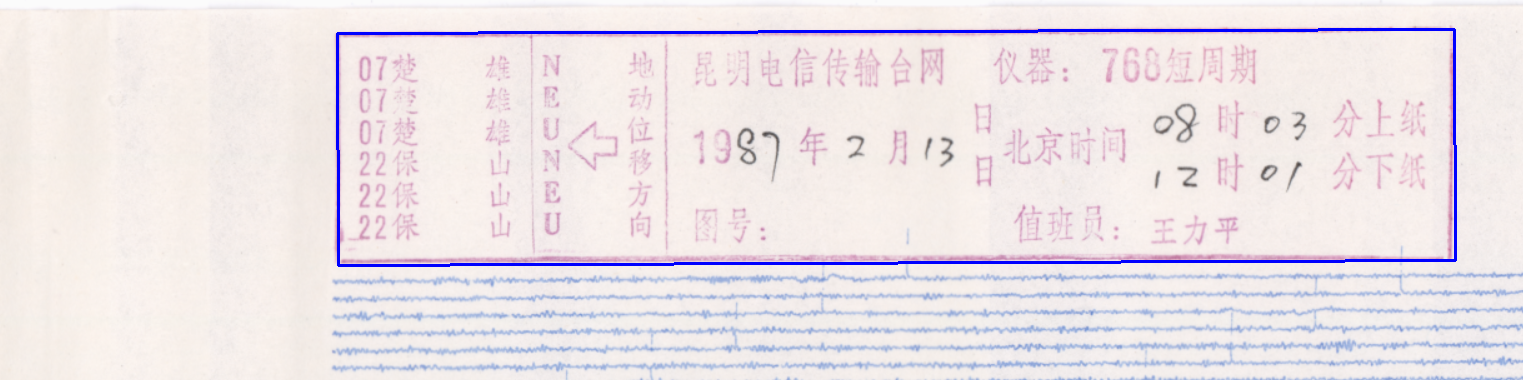 07楚 雄 N 地
07楚 雄 E 动
07楚 雄 U 位
22保 山 N 移
22保 山 E 方
22保 山 U 向
昆明电信传输台网 仪器：768短周期
1987年2月13日 北京时间 08时03分上纸
日 12时01分下纸
图号： 值班员：王力平